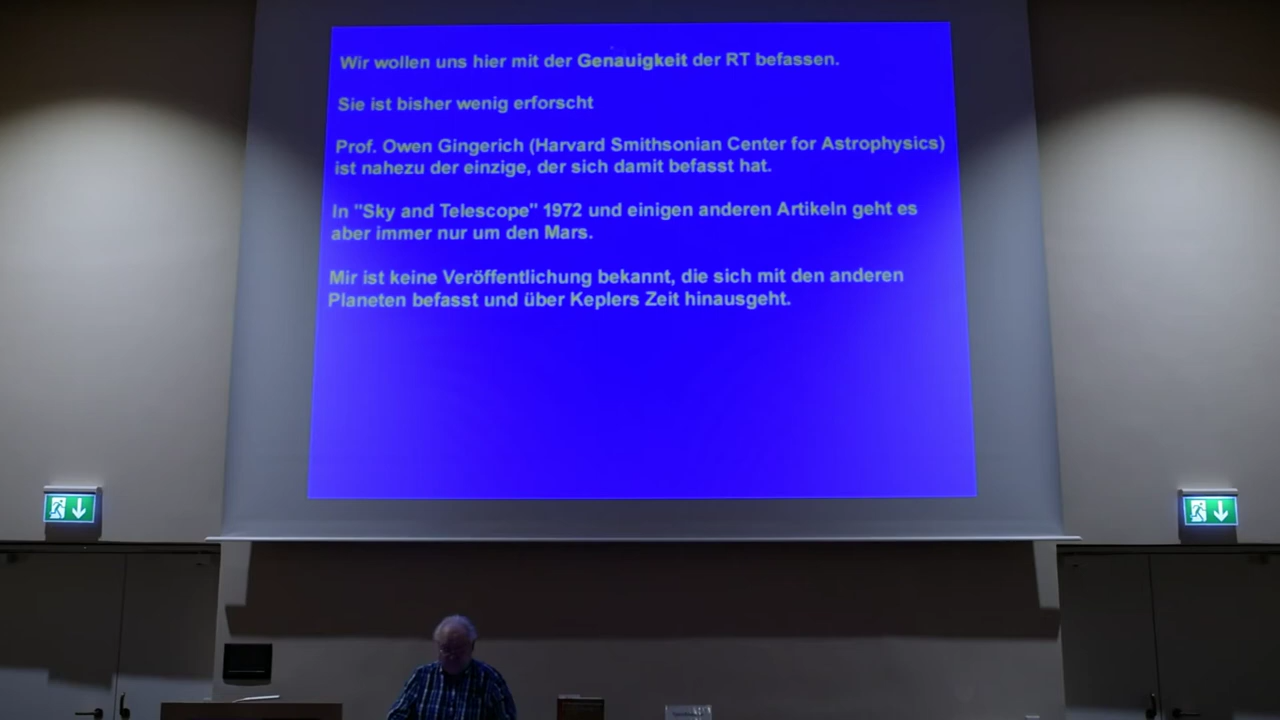 Wir wollen uns hier mit der Genauigkeit der RT befassen.
Sie ist bisher wenig erforscht
Prof. Owen Gingerich (Harvard Smithsonian Center for Astrophysics)
ist nahezu der einzige, der sich damit befasst hat.
In "Sky and Telescope" 1972 und einigen anderen Artikeln geht es
aber immer nur um den Mars.
Mir ist keine Veröffentlichung bekannt, die sich mit den anderen
Planeten befasst und über Keplers Zeit hinausgeht.